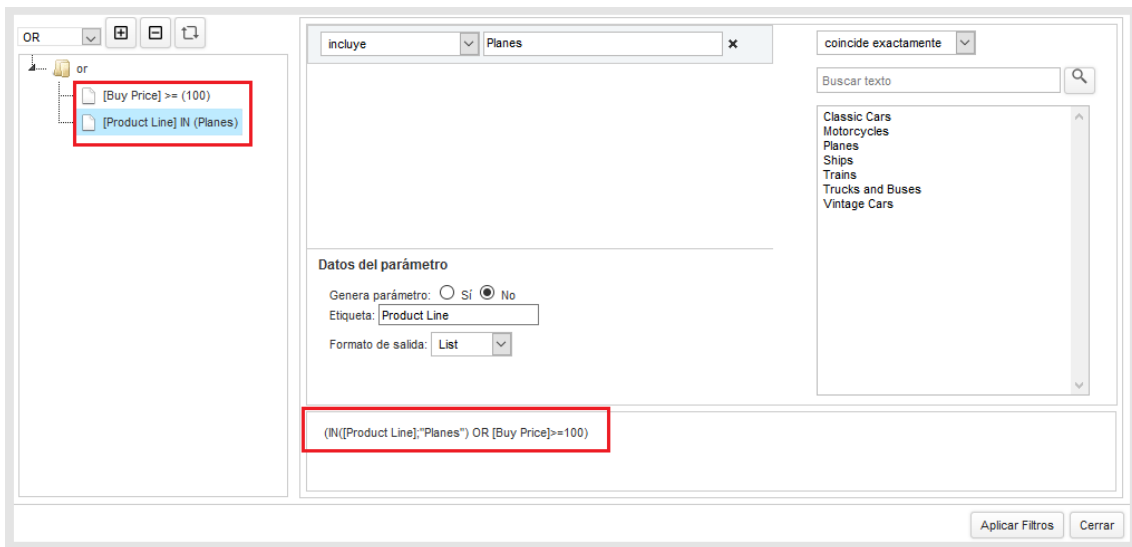 OR
or
[Buy Price] >= (100)
[Product Line] IN (Planes)
incluye
Planes
coincide exactamente
Buscar texto
Classic Cars
Motorcycles
Planes
Ships
Trains
Trucks and Buses
Vintage Cars
Datos del parámetro
Genera parámetro: Sí No
Etiqueta: Product Line
Formato de salida: List
(IN([Product Line];"Planes") OR [Buy Price]>=100)
Aplicar Filtros Cerrar